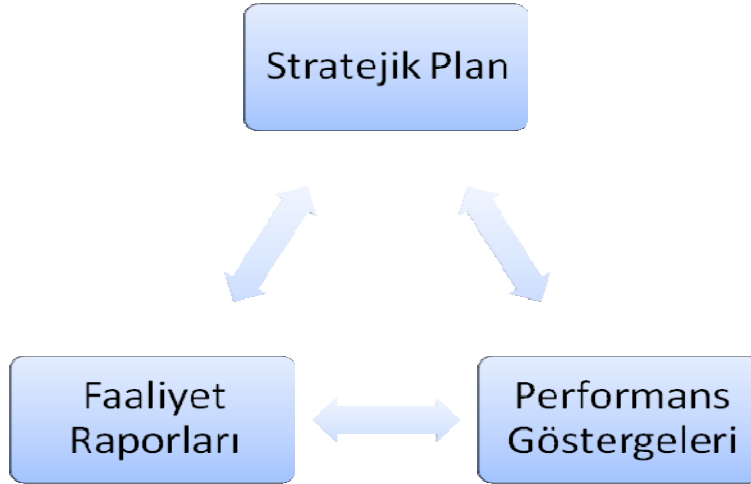 Stratejik Plan
Faaliyet
Raporları
Performans
Göstergeleri